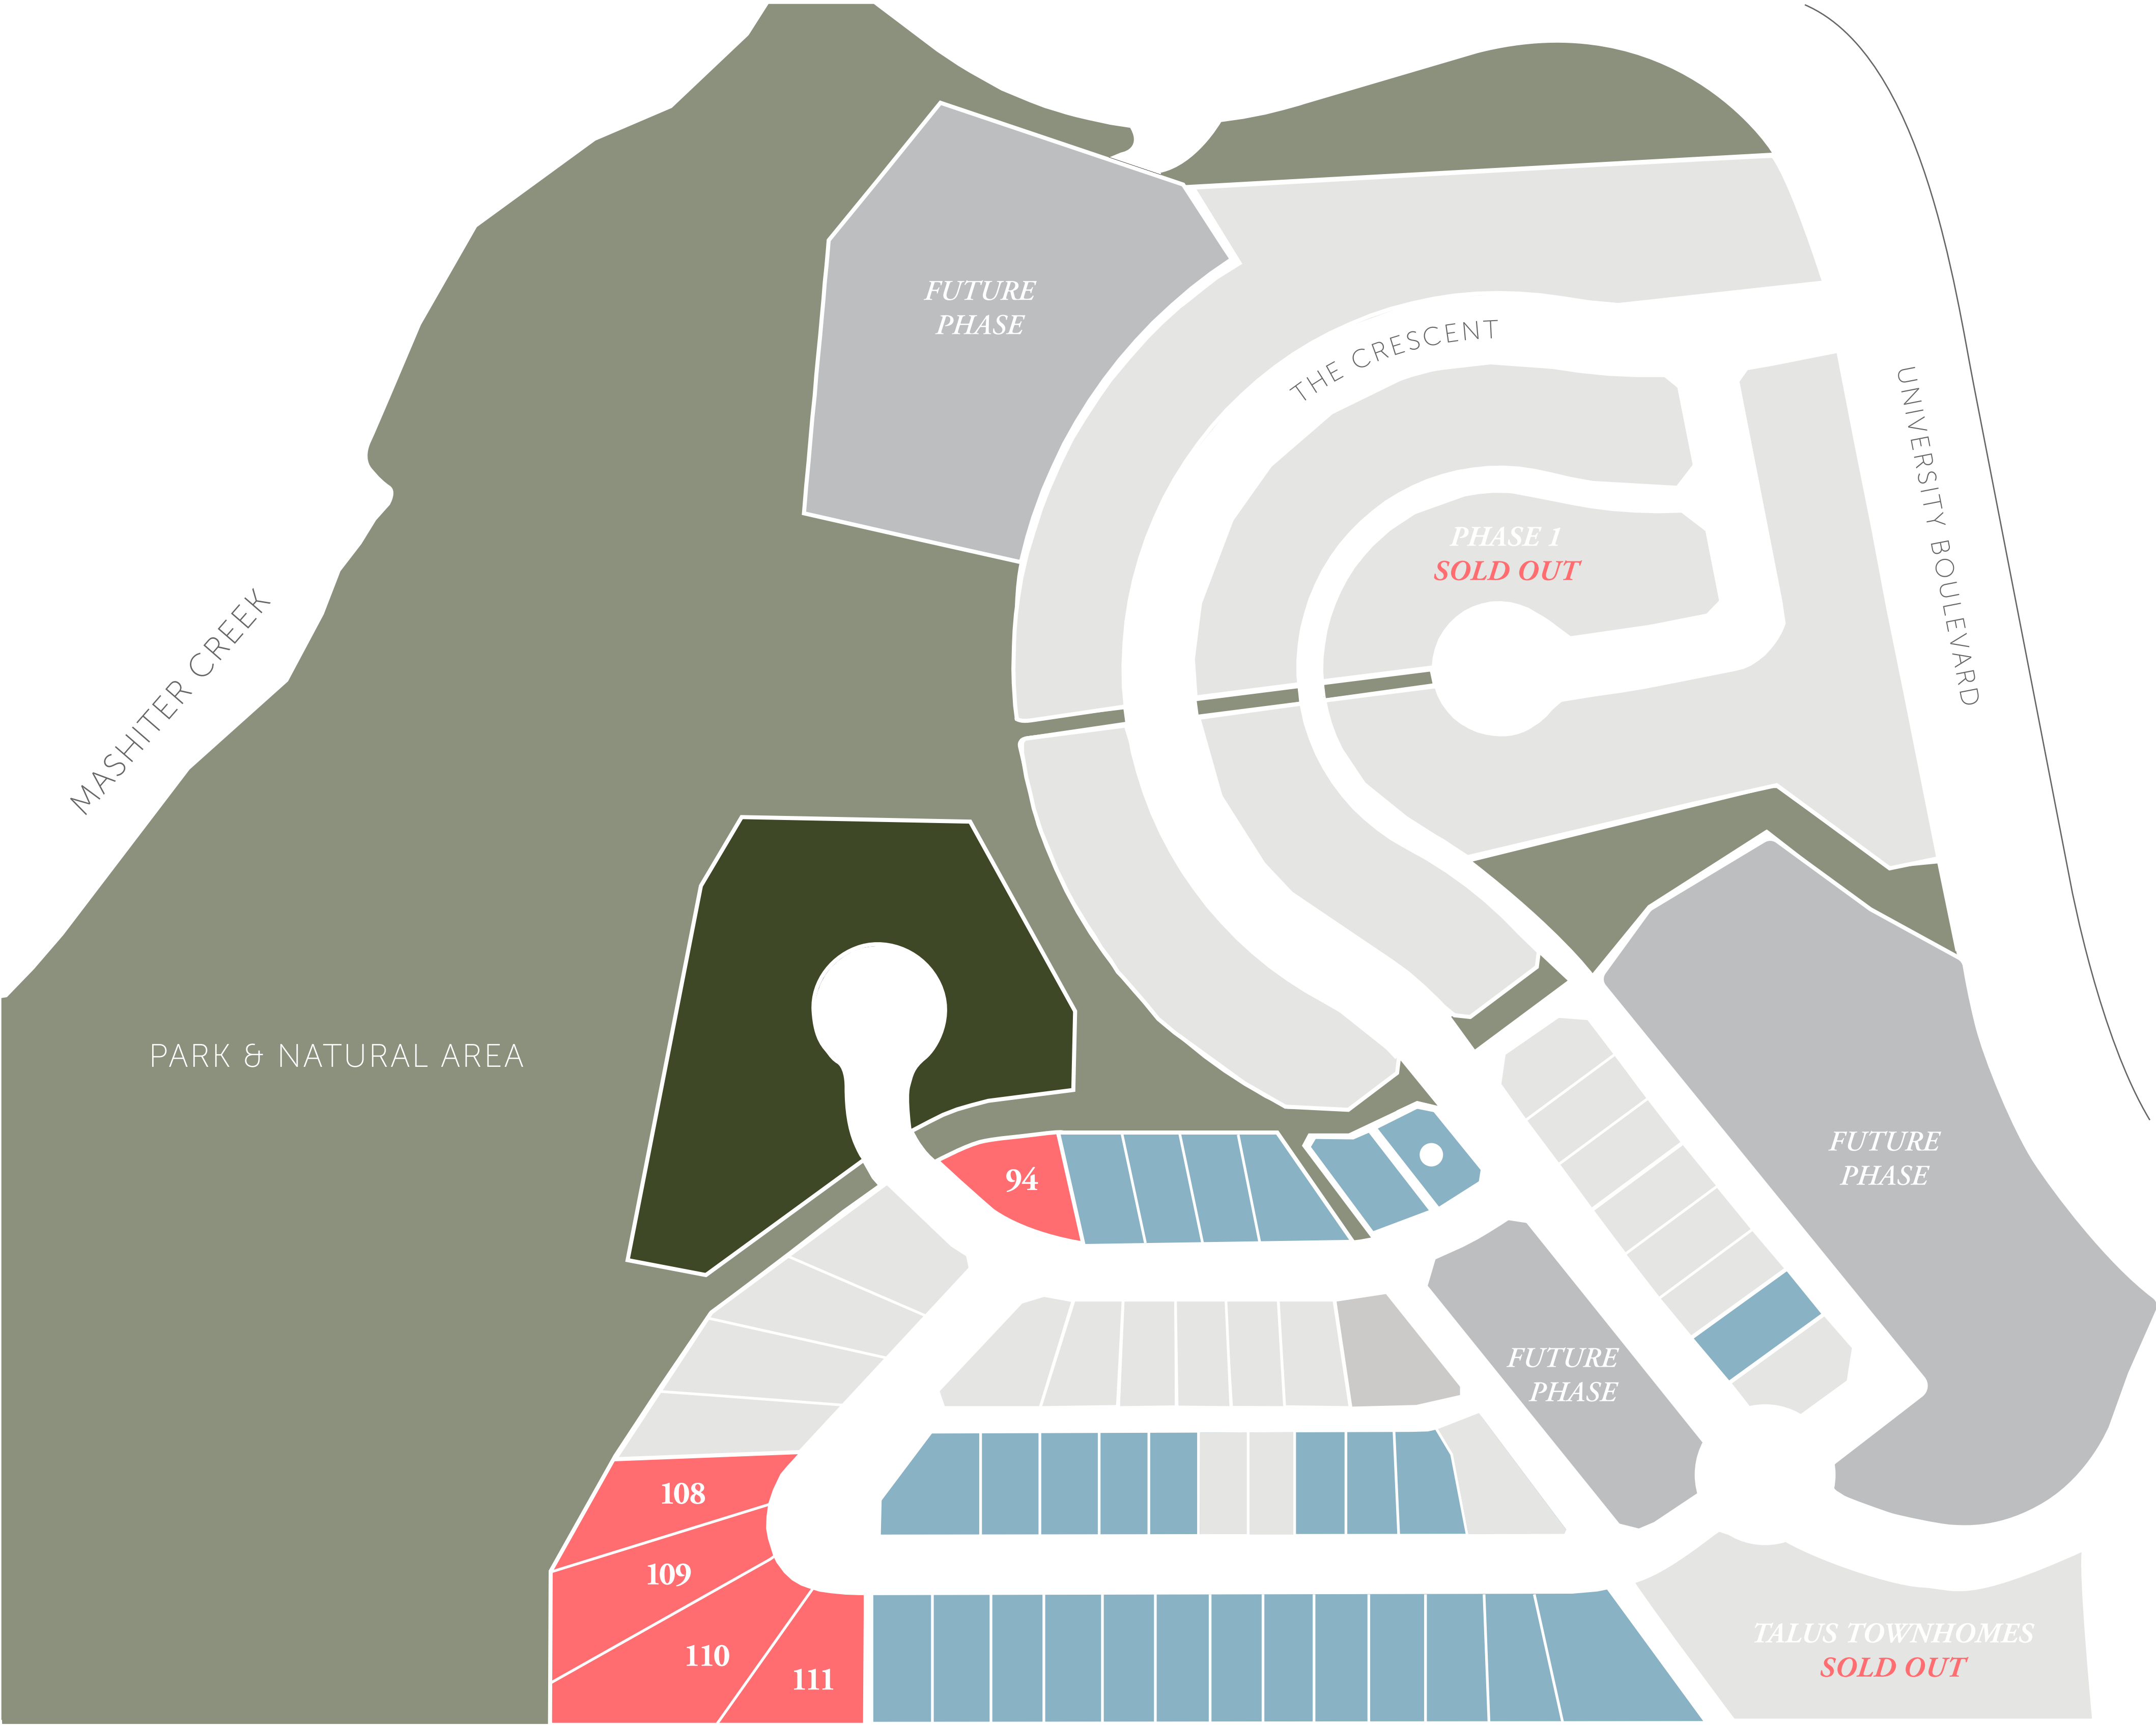 FUTURE
PHASE
THE CRESCENT
UNIVERSITY BOULEVARD
PHASE 1
SOLD OUT
MASHITER CREEK
PARK & NATURAL AREA
94
FUTURE
PHASE
FUTURE
PHASE
108
109
110
111
TALUS TOWNHOMES
SOLD OUT